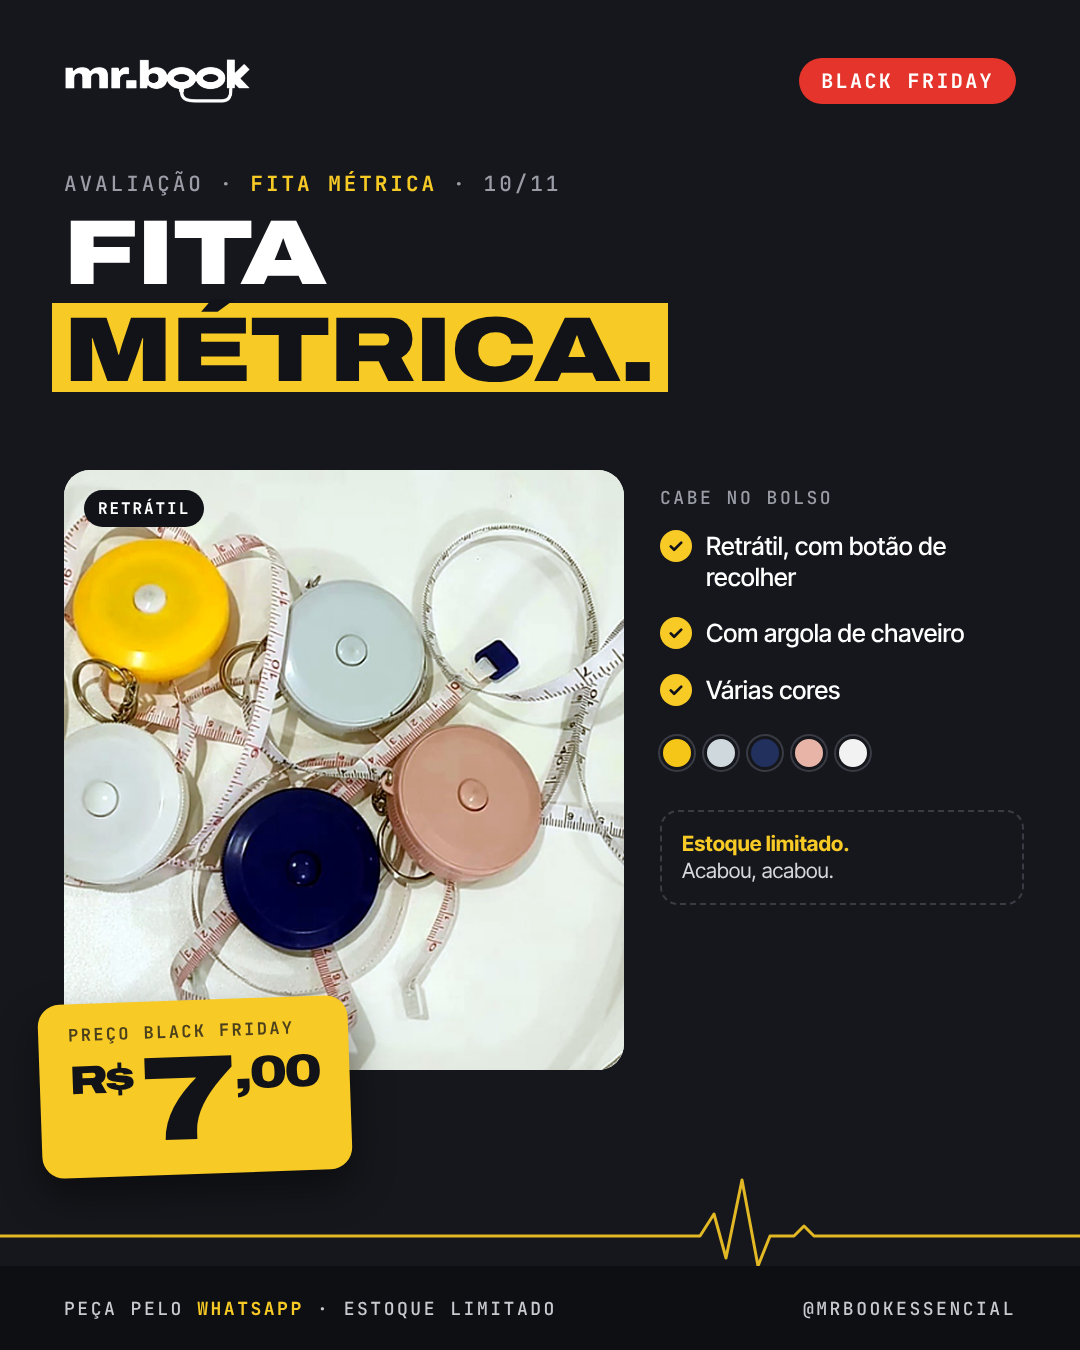 mr.book
BLACK FRIDAY
AVALIAÇÃO · FITA MÉTRICA · 10/11
FITA
MÉTRICA.
RETRÁTIL
CABE NO BOLSO
Retrátil, com botão de
recolher
Com argola de chaveiro
Várias cores
Estoque limitado.
Acabou, acabou.
PREÇO BLACK FRIDAY
R$7,00
PEÇA PELO WHATSAPP · ESTOQUE LIMITADO
@MRBOOKESSENCIAL